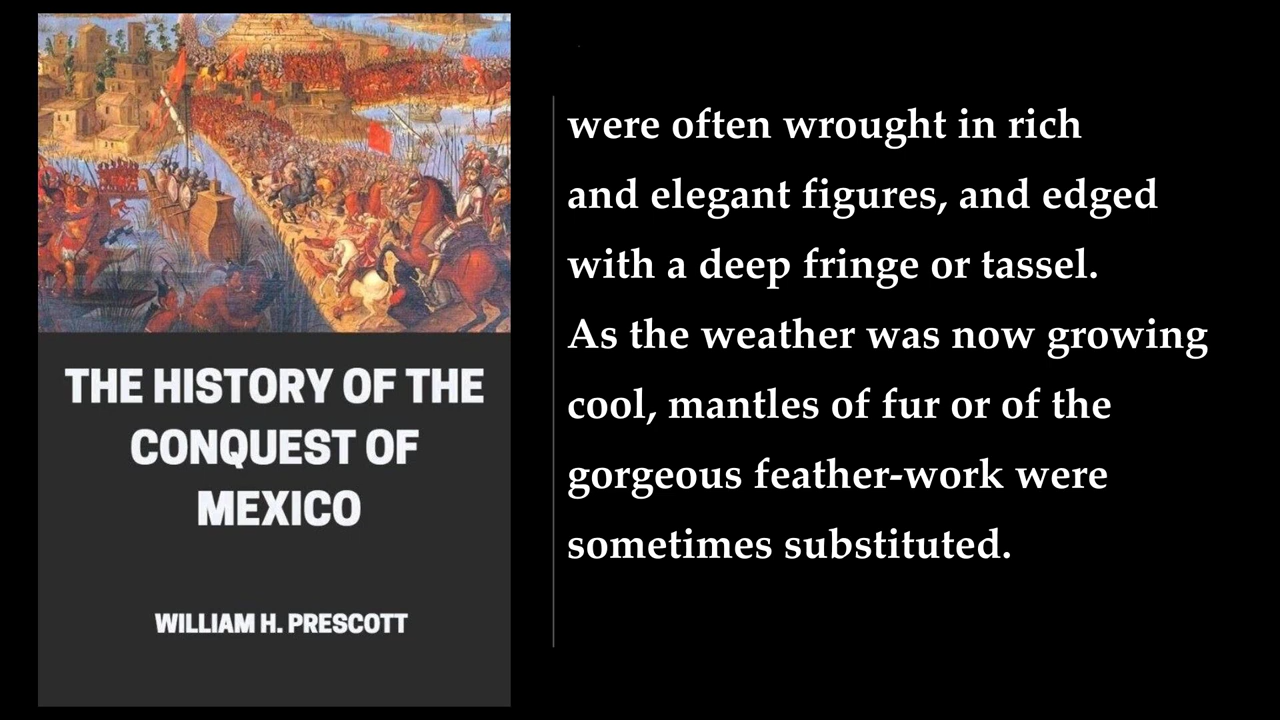 THE HISTORY OF THE
CONQUEST OF
MEXICO
WILLIAM H. PRESCOTT
were often wrought in rich
and elegant figures, and edged
with a deep fringe or tassel.
As the weather was now growing
cool, mantles of fur or of the
gorgeous feather-work were
sometimes substituted.